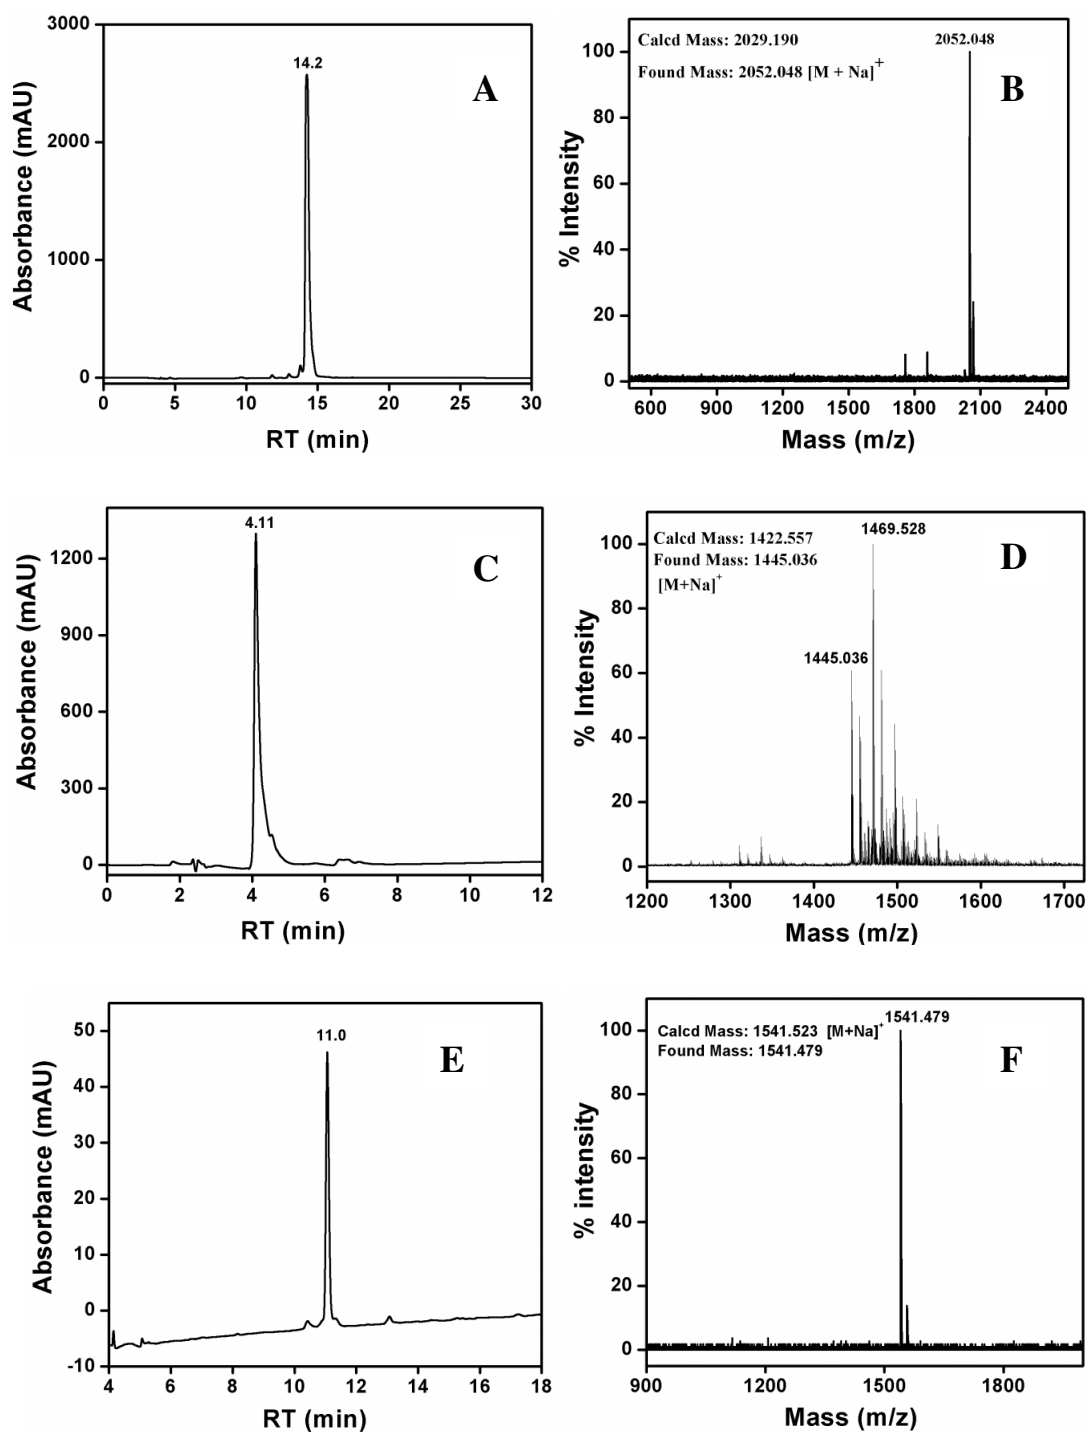 3000
2000
1000
0
14.2
A
0 5 10 15 20 25 30
RT (min)
Absorbance (mAU)
100
80
60
40
20
0
Calcd Mass: 2029.190
Found Mass: 2052.048 [M + Na]+
2052.048
B
600 900 1200 1500 1800 2100 2400
Mass (m/z)
% Intensity
1200
900
600
300
0
4.11
C
0 2 4 6 8 10 12
RT (min)
Absorbance (mAU)
100
80
60
40
20
0
Calcd Mass: 1422.557
Found Mass: 1445.036
[M+Na]+
1469.528
1445.036
D
1200 1300 1400 1500 1600 1700
Mass (m/z)
% Intensity
50
40
30
20
10
0
-10
11.0
E
4 6 8 10 12 14 16 18
RT (min)
Absorbance (mAU)
100
80
60
40
20
0
Calcd Mass: 1541.523 [M+Na]+
Found Mass: 1541.479
1541.479
F
900 1200 1500 1800
Mass (m/z)
% intensity